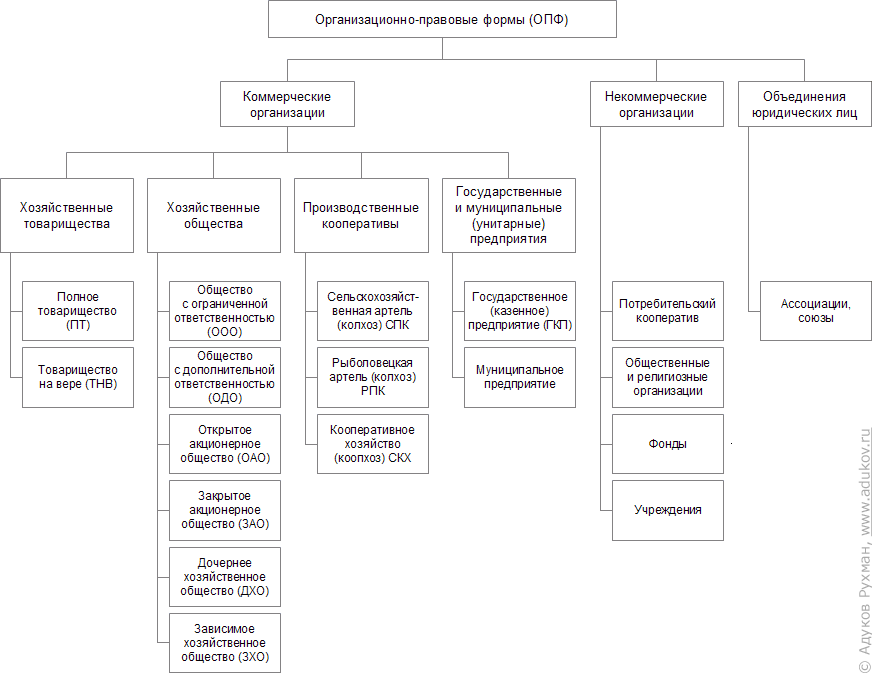 Организационно-правовые формы (ОПФ)
Коммерческие
организации
Некоммерческие
организации
Объединения
юридических лиц
Хозяйственные
товарищества
Хозяйственные
общества
Производственные
кооперативы
Государственные
и муниципальные
(унитарные)
предприятия
Полное
товарищество
(ПТ)
Товарищество
на вере (ТНВ)
Общество
с ограниченной
ответственностью
(ООО)
Общество
с дополнительной
ответственностью
(ОДО)
Открытое
акционерное
общество (ОАО)
Закрытое
акционерное
общество (ЗАО)
Дочернее
хозяйственное
общество (ДХО)
Зависимое
хозяйственное
общество (ЗХО)
Сельскохозяйст-
венная артель
(колхоз) СПК
Рыболовецкая
артель (колхоз)
РПК
Кооперативное
хозяйство
(коопхоз) СКХ
Государственное
(казенное)
предприятие (ГКП)
Муниципальное
предприятие
Потребительский
кооператив
Общественные
и религиозные
организации
Фонды
Учреждения
Ассоциации,
союзы
© Адуков Рухман, www.adukov.ru